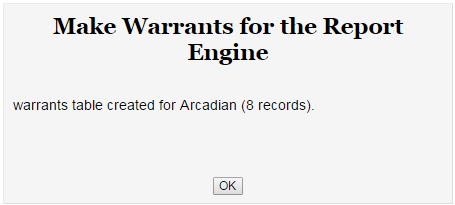 Make Warrants for the Report
Engine
warrants table created for Arcadian (8 records).
OK